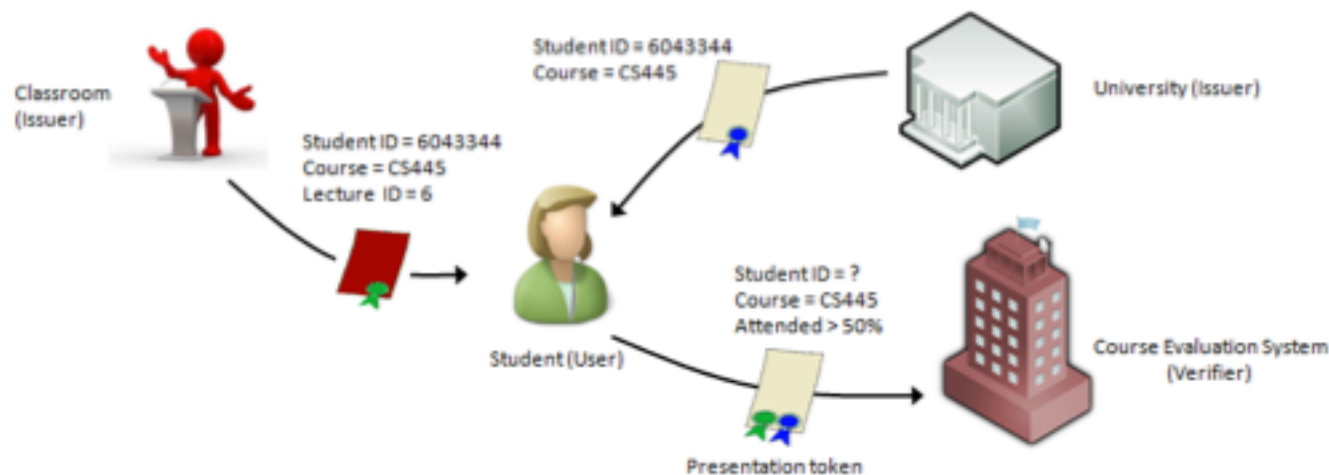 Classroom
(Issuer)
Student ID = 6043344
Course = CS445
Lecture ID = 6
Student ID = 6043344
Course = CS445
University (Issuer)
Student (User)
Student ID = ?
Course = CS445
Attended > 50%
Course Evaluation System
(Verifier)
Presentation token